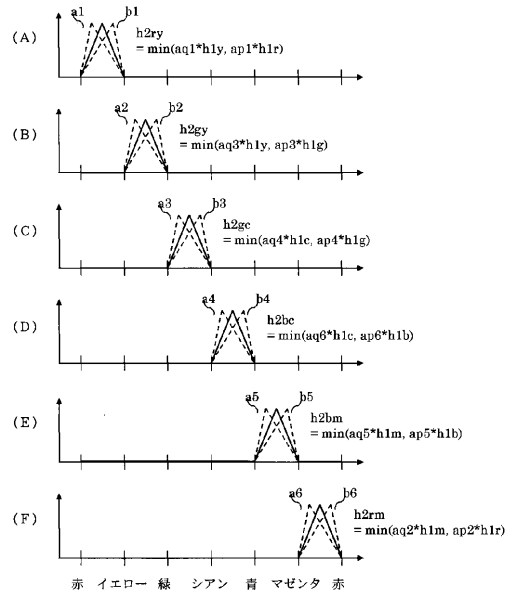 (A)
a1 b1
h2ry
= min(aq1*h1y, ap1*h1r)
(B)
a2 b2
h2gy
= min(aq3*h1y, ap3*h1g)
(C)
a3 b3
h2gc
= min(aq4*h1c, ap4*h1g)
(D)
a4 b4
h2bc
= min(aq6*h1c, ap6*h1b)
(E)
a5 b5
h2bm
= min(aq5*h1m, ap5*h1b)
(F)
a6 b6
h2rm
= min(aq2*h1m, ap2*h1r)
赤 イエロー 緑 シアン 青 マゼンタ 赤